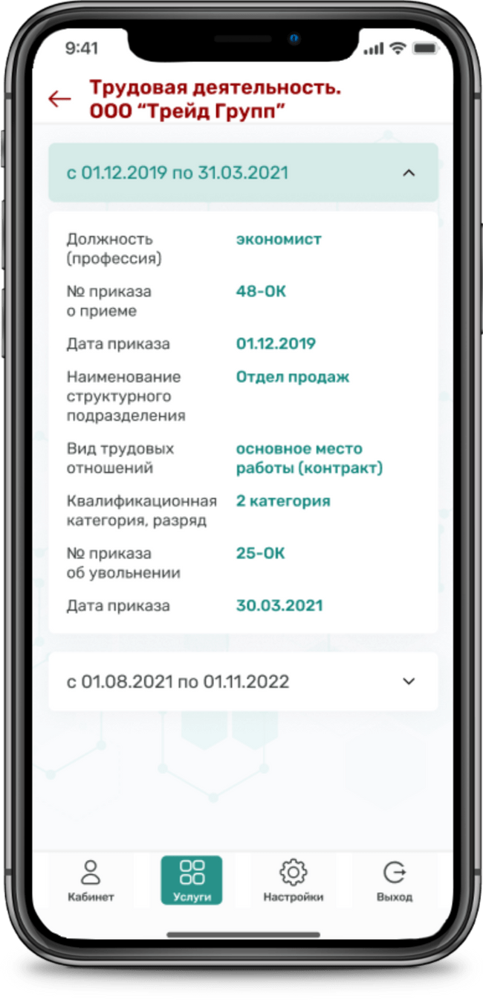 9:41
Трудовая деятельность.
ООО “Трейд Групп”
с 01.12.2019 по 31.03.2021
Должность
(профессия)
экономист
№ приказа
о приеме
48-ОК
Дата приказа
01.12.2019
Наименование
структурного
подразделения
Отдел продаж
Вид трудовых
отношений
основное место
работы (контракт)
Квалификационная
категория, разряд
2 категория
№ приказа
об увольнении
25-ОК
Дата приказа
30.03.2021
с 01.08.2021 по 01.11.2022
Кабинет
Услуги
Настройки
Выход